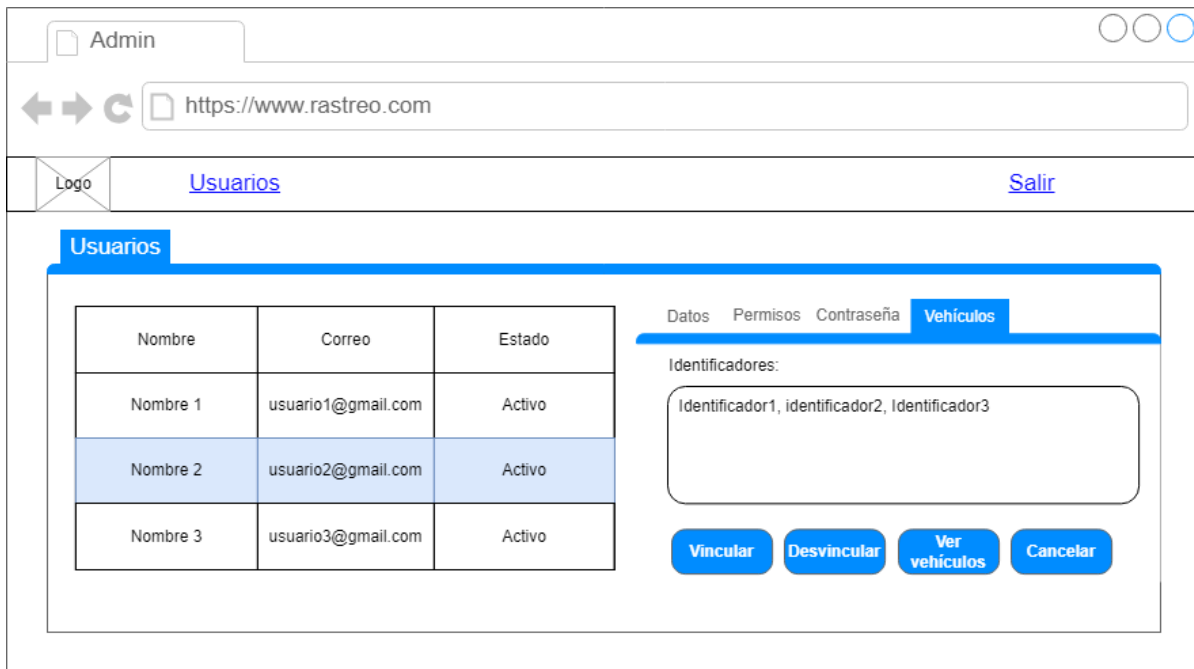 Admin
https://www.rastreo.com
Logo Usuarios Salir
Usuarios
Datos Permisos Contraseña Vehículos
Nombre Correo Estado
Identificadores:
Nombre 1 usuario1@gmail.com Activo
Identificador1, identificador2, Identificador3
Nombre 2 usuario2@gmail.com Activo
Nombre 3 usuario3@gmail.com Activo
Vincular Desvincular Ver vehículos Cancelar